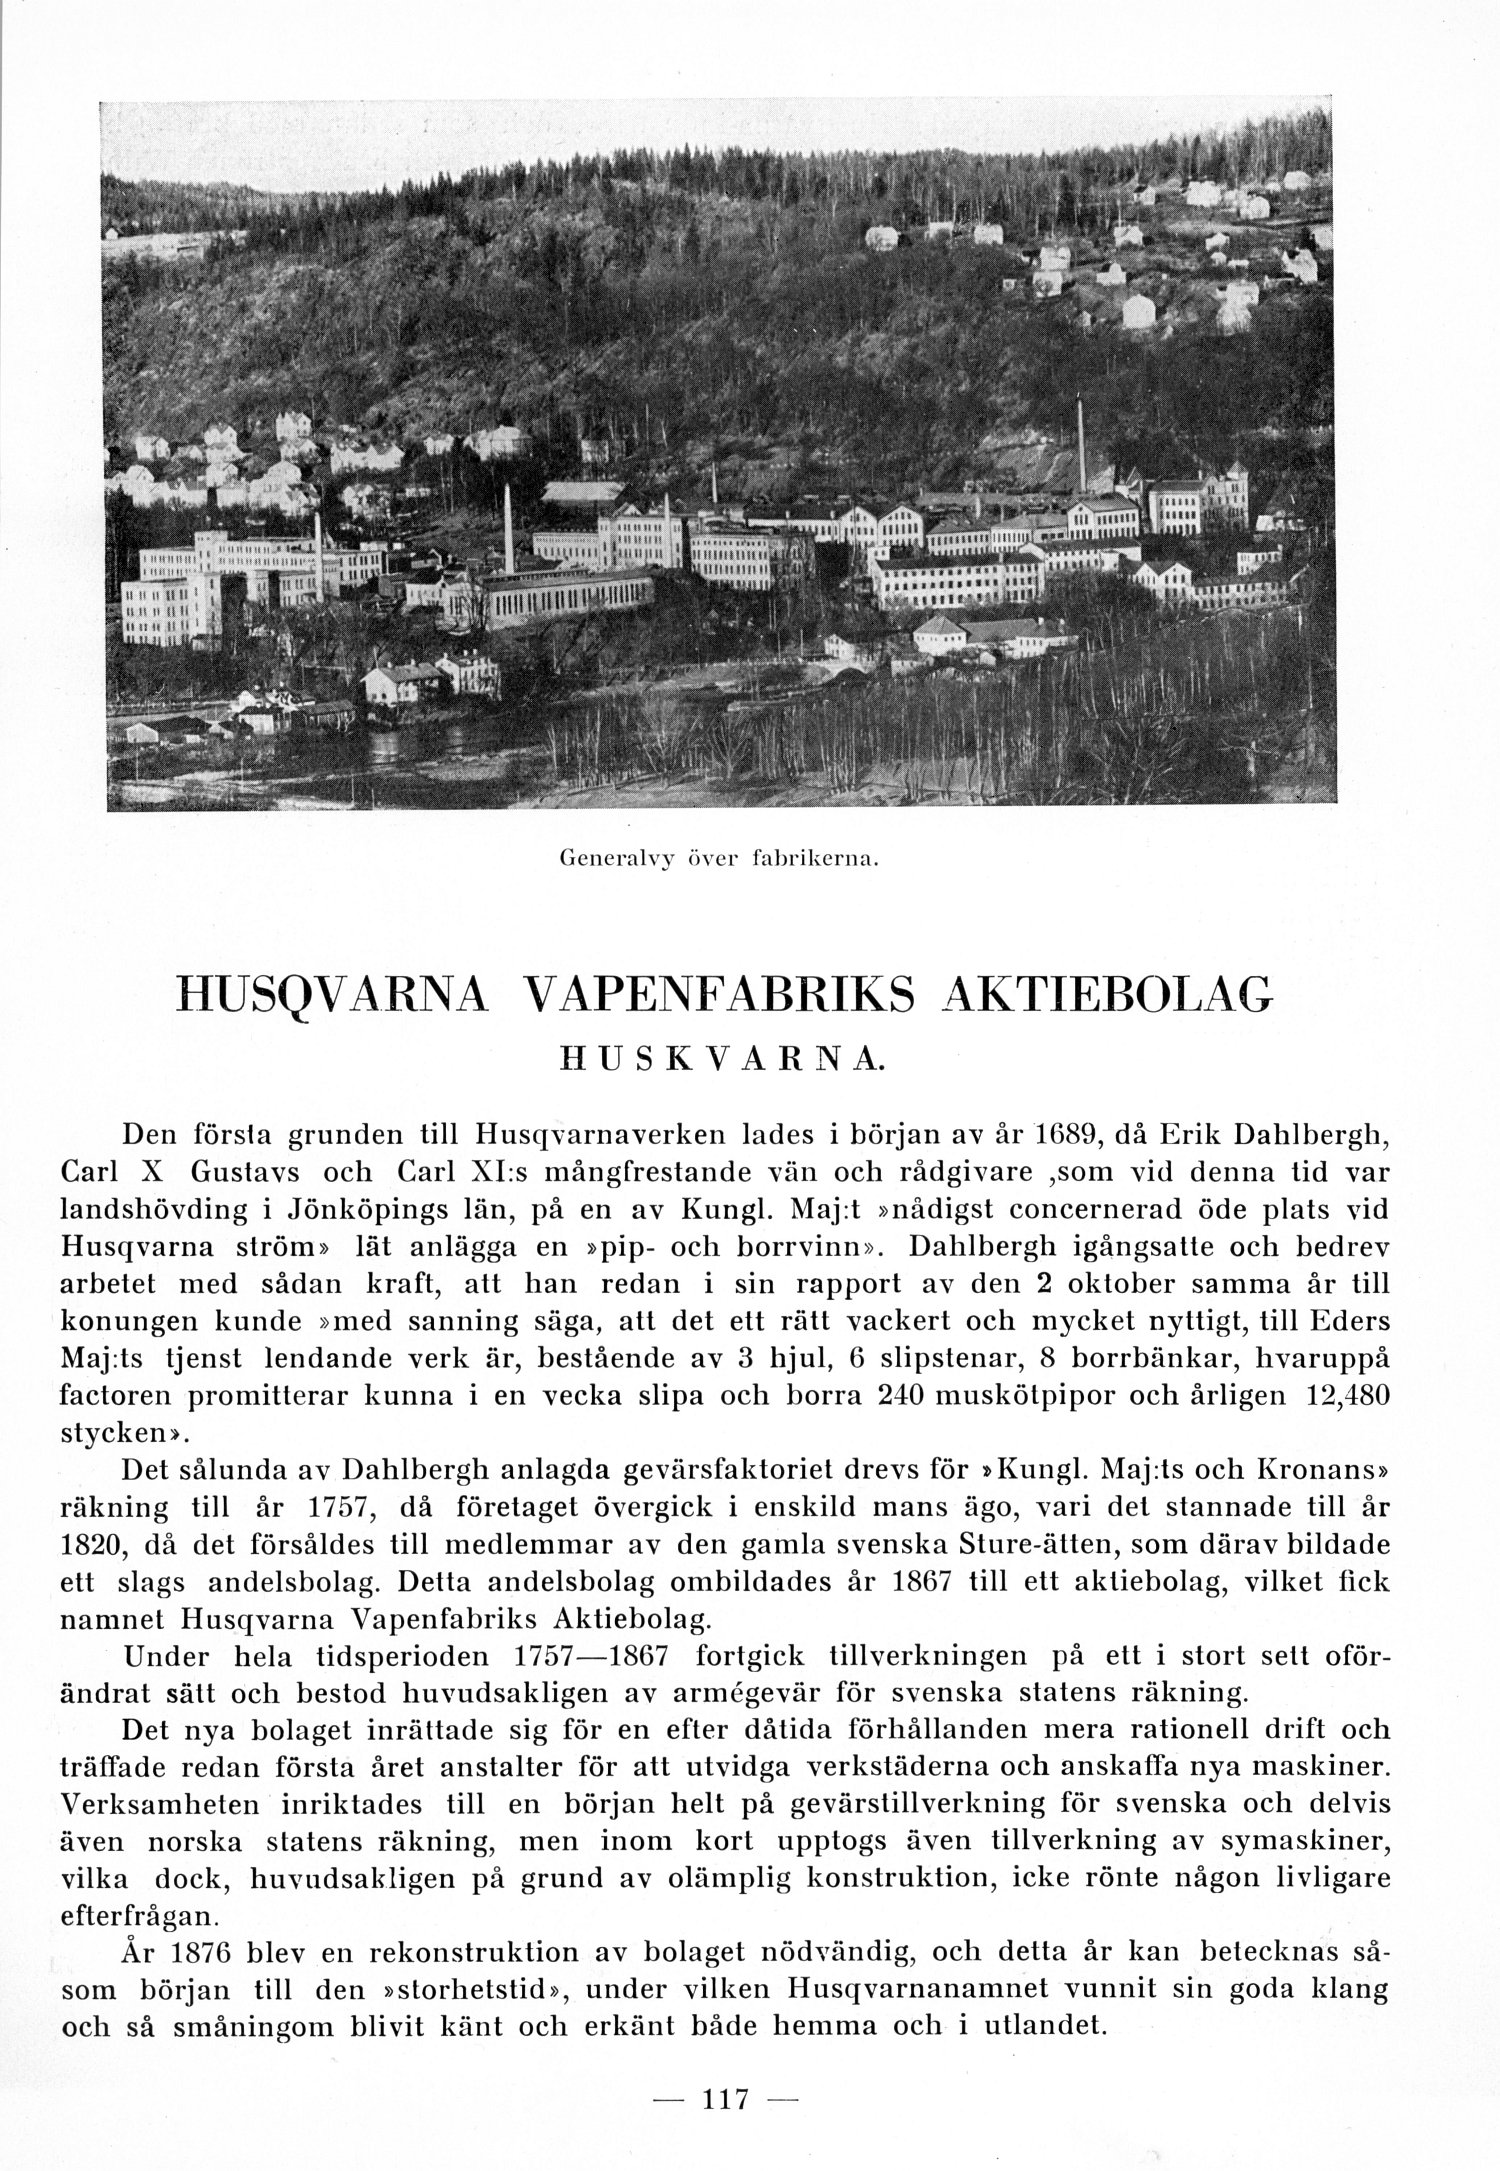 Generalvy över fabrikerna.
HUSQVARNA VAPENFABRIKS AKTIEBOLAG
HUSKVARNA.
Den första grunden till Husqvarnaverken lades i början av år 1689, då Erik Dahlbergh,
Carl X Gustavs och Carl XI:s mångfrestande vän och rådgivare ,som vid denna tid var
landshövding i Jönköpings län, på en av Kungl. Maj:t »nådigst concernerad öde plats vid
Husqvarna ström» lät anlägga en »pip- och borrvinn». Dahlbergh igångsatte och bedrev
arbetet med sådan kraft, att han redan i sin rapport av den 2 oktober samma år till
konungen kunde »med sanning säga, att det ett rätt vackert och mycket nyttigt, till Eders
Maj:ts tjenst lendande verk är, bestående av 3 hjul, 6 slipstenar, 8 borrbänkar, hvaruppå
factoren promitterar kunna i en vecka slipa och borra 240 muskötpipor och årligen 12,480
stycken».
Det sålunda av Dahlbergh anlagda gevärsfaktoriet drevs för »Kungl. Maj:ts och Kronans»
räkning till år 1757, då företaget övergick i enskild mans ägo, vari det stannade till år
1820, då det försåldes till medlemmar av den gamla svenska Sture-ätten, som därav bildade
ett slags andelsbolag. Detta andelsbolag ombildades år 1867 till ett aktiebolag, vilket fick
namnet Husqvarna Vapenfabriks Aktiebolag.
Under hela tidsperioden 1757—1867 fortgick tillverkningen på ett i stort sett oför-
ändrat sätt och bestod huvudsakligen av armégevär för svenska statens räkning.
Det nya bolaget inrättade sig för en efter dåtida förhållanden mera rationell drift och
träffade redan första året anstalter för att utvidga verkstäderna och anskaffa nya maskiner.
Verksamheten inriktades till en början helt på gevärstillverkning för svenska och delvis
även norska statens räkning, men inom kort upptogs även tillverkning av symaskiner,
vilka dock, huvudsakligen på grund av olämplig konstruktion, icke rönte någon livligare
efterfrågan.
År 1876 blev en rekonstruktion av bolaget nödvändig, och detta år kan betecknas så-
som början till den »storhetstid», under vilken Husqvarnanamnet vunnit sin goda klang
och så småningom blivit känt och erkänt både hemma och i utlandet.
— 117 —